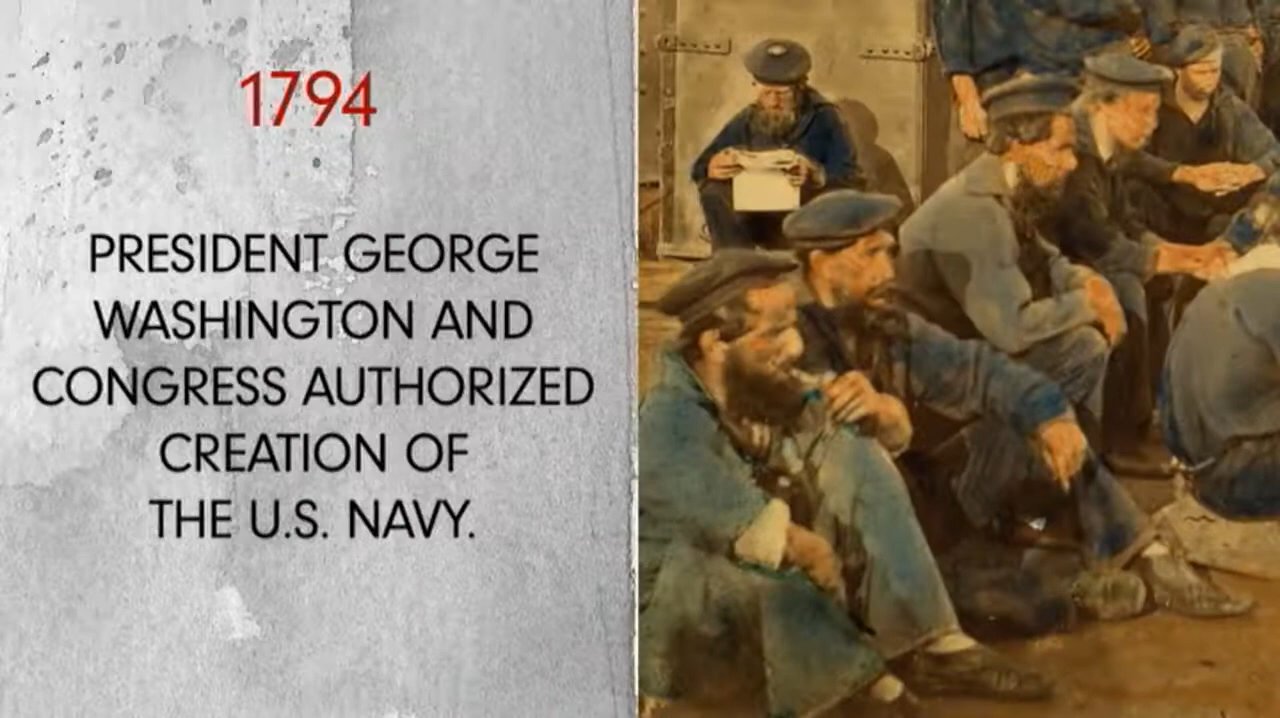 1794
PRESIDENT GEORGE
WASHINGTON AND
CONGRESS AUTHORIZED
CREATION OF
THE U.S. NAVY.